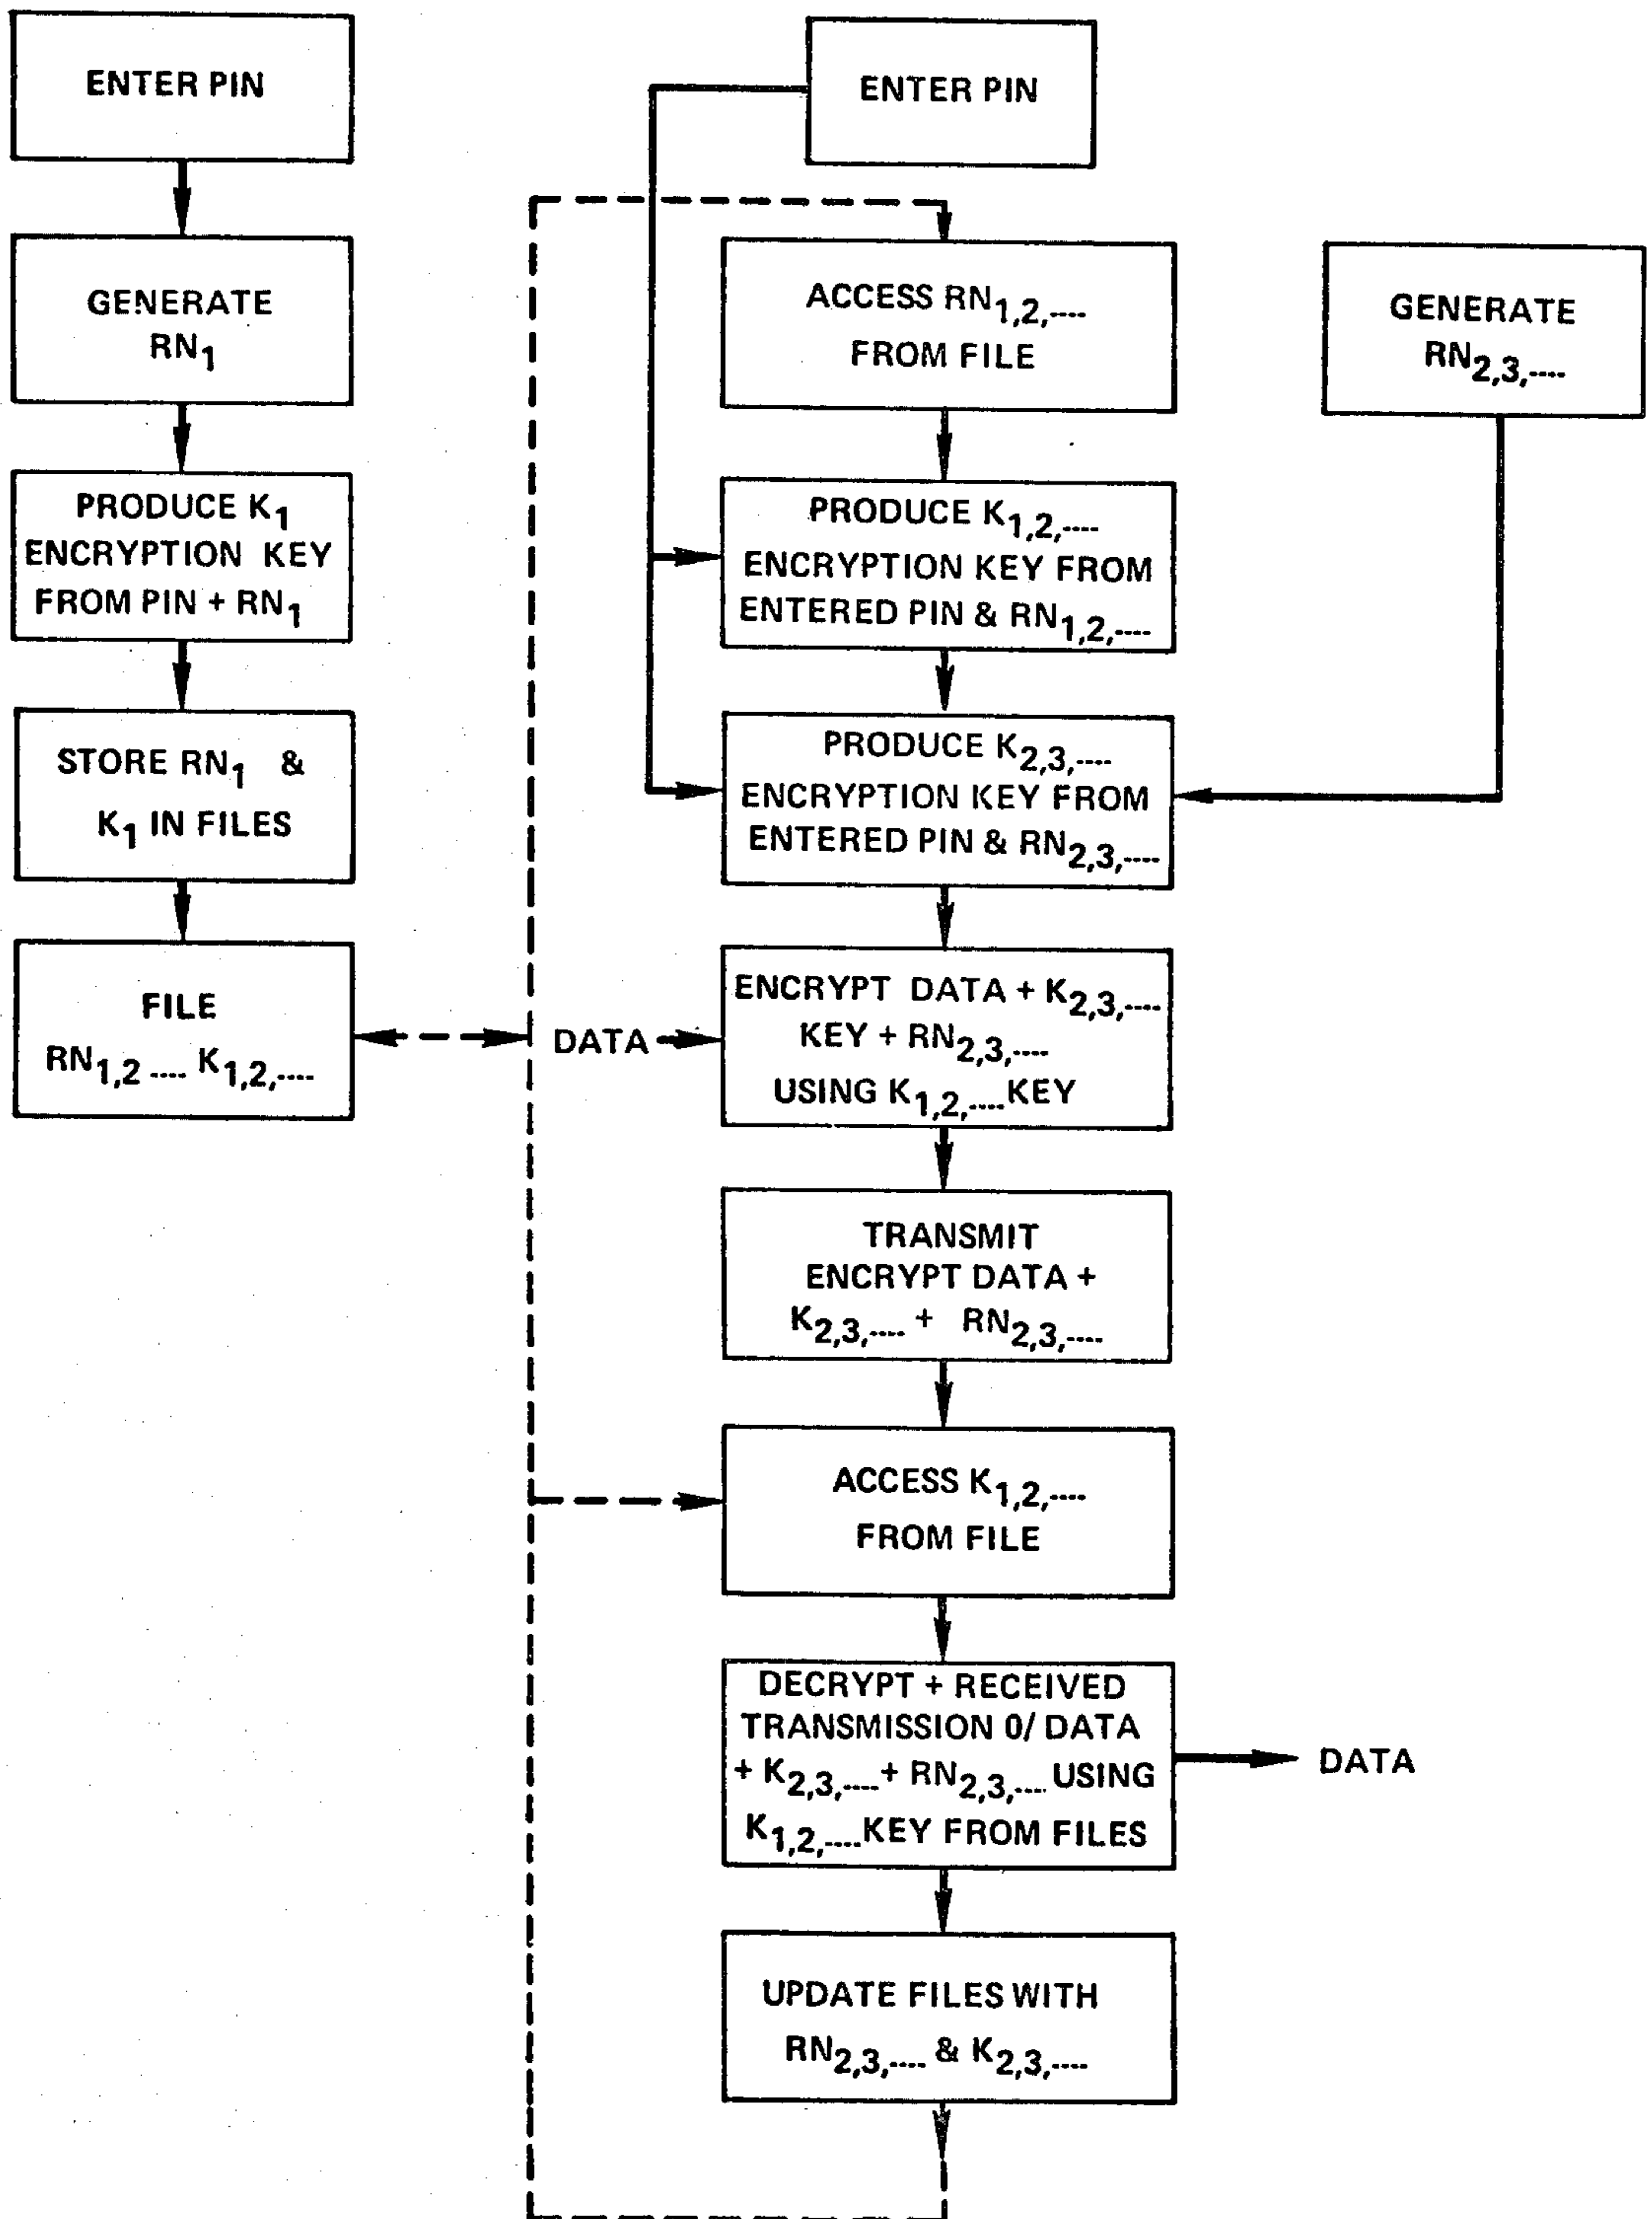 ENTER PIN
GENERATE
RN1
PRODUCE K1
ENCRYPTION KEY
FROM PIN + RN1
STORE RN1 &
K1 IN FILES
FILE
RN1,2 .... K1,2,----
ENTER PIN
ACCESS RN1,2,----
FROM FILE
GENERATE
RN2,3,----
PRODUCE K1,2,----
ENCRYPTION KEY FROM
ENTERED PIN & RN1,2,----
PRODUCE K2,3,----
ENCRYPTION KEY FROM
ENTERED PIN & RN2,3,----
DATA
ENCRYPT DATA + K2,3,----
KEY + RN2,3,----
USING K1,2,----KEY
TRANSMIT
ENCRYPT DATA +
K2,3,---- + RN2,3,----
ACCESS K1,2,----
FROM FILE
DECRYPT + RECEIVED
TRANSMISSION 0/ DATA
+ K2,3,----+ RN2,3,---- USING
K1,2,----KEY FROM FILES
DATA
UPDATE FILES WITH
RN2,3,---- & K2,3,----